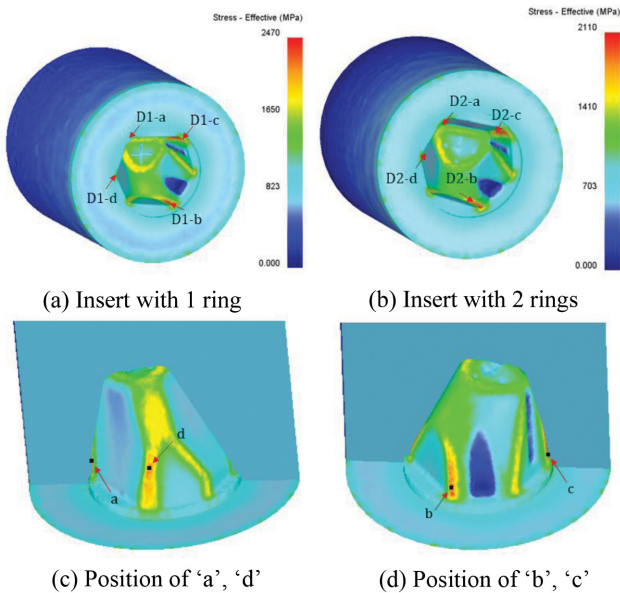 Stress - Effective (MPa)
2470
1650
823
0.000
D1-a
D1-c
D1-d
D1-b
(a) Insert with 1 ring
Stress - Effective (MPa)
2110
1410
703
0.000
D2-a
D2-c
D2-d
D2-b
(b) Insert with 2 rings
a
d
(c) Position of ‘a’, ‘d’
b
c
(d) Position of ‘b’, ‘c’